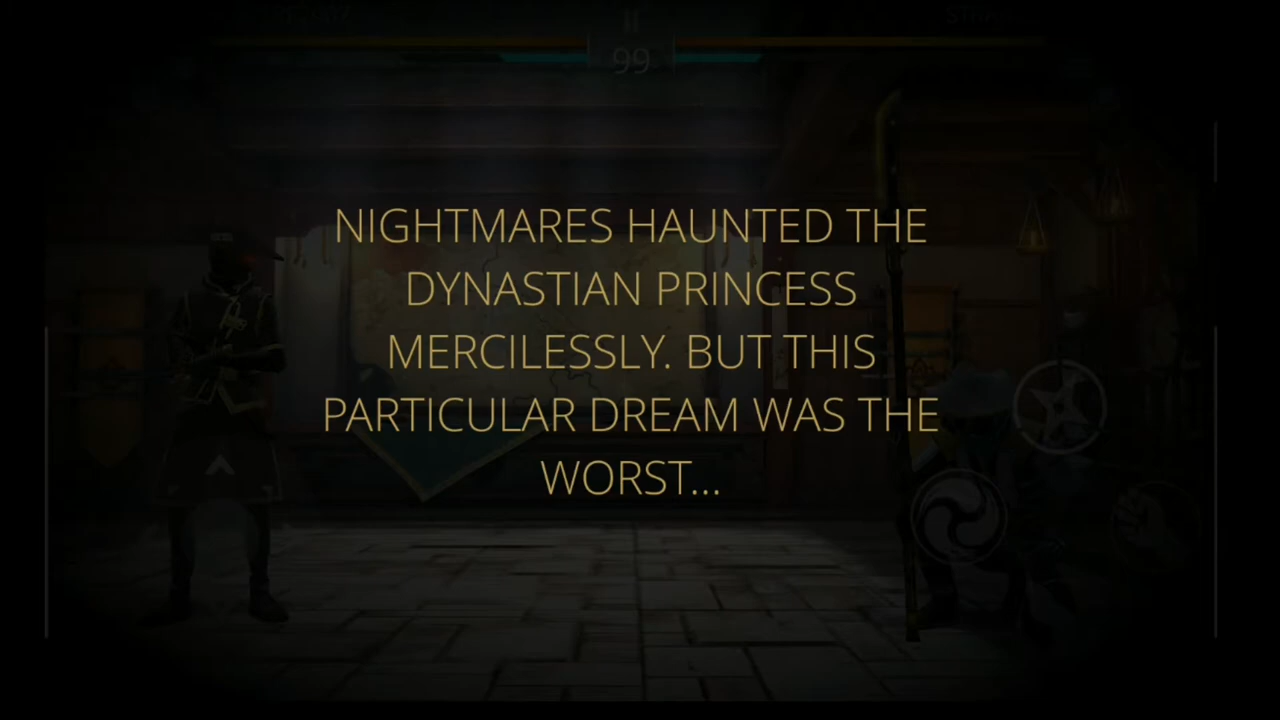 99
NIGHTMARES HAUNTED THE
DYNASTIAN PRINCESS
MERCILESSLY. BUT THIS
PARTICULAR DREAM WAS THE
WORST...